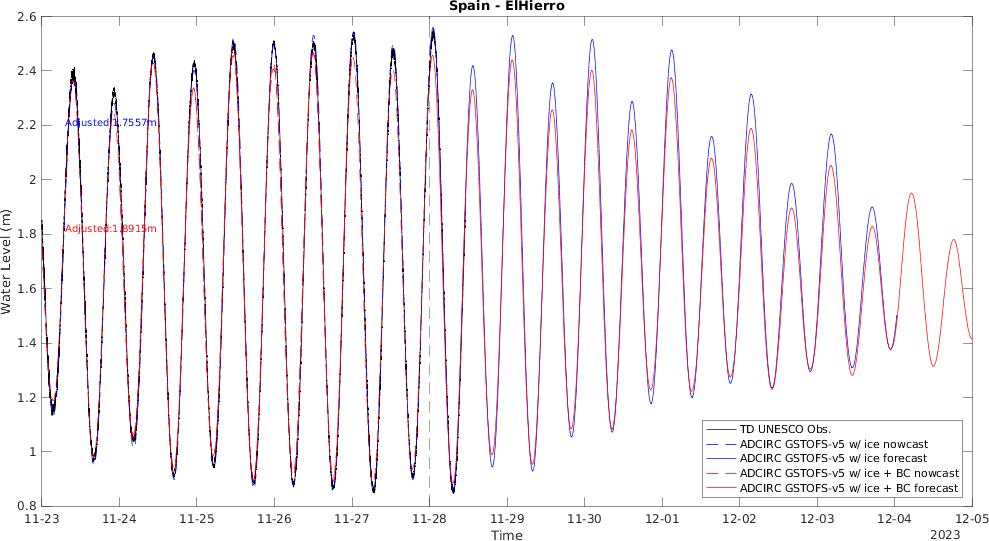 Spain - ElHierro
Water Level (m)
2.6
2.4
2.2
2
1.8
1.6
1.4
1.2
1
0.8
Adjusted:1.7557m
Adjusted:1.8915m
TD UNESCO Obs.
ADCIRC GSTOFS-v5 w/ ice nowcast
ADCIRC GSTOFS-v5 w/ ice forecast
ADCIRC GSTOFS-v5 w/ ice + BC nowcast
ADCIRC GSTOFS-v5 w/ ice + BC forecast
11-23 11-24 11-25 11-26 11-27 11-28 11-29 11-30 12-01 12-02 12-03 12-04 12-05
Time
2023